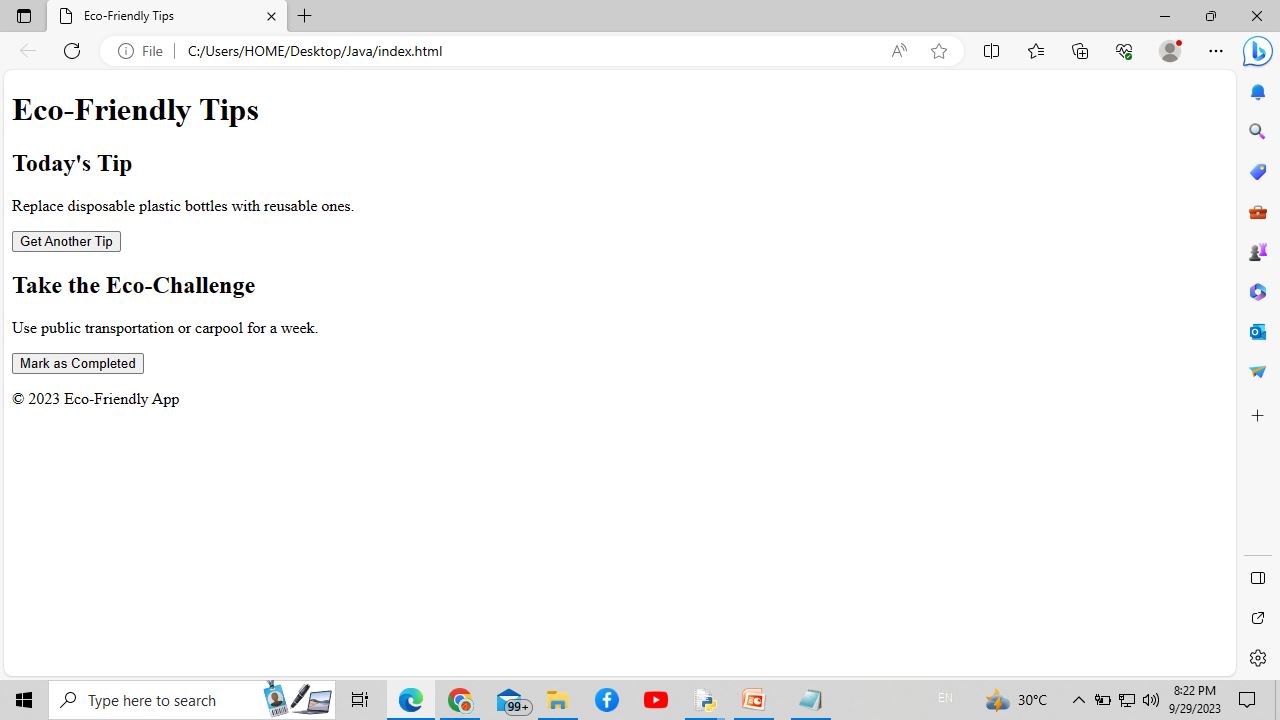 Eco-Friendly Tips
File
C:/Users/HOME/Desktop/Java/index.html
Eco-Friendly Tips
Today's Tip
Replace disposable plastic bottles with reusable ones.
Get Another Tip
Take the Eco-Challenge
Use public transportation or carpool for a week.
Mark as Completed
© 2023 Eco-Friendly App
Type here to search
99+
EN
30°C
8:22 PM
9/29/2023